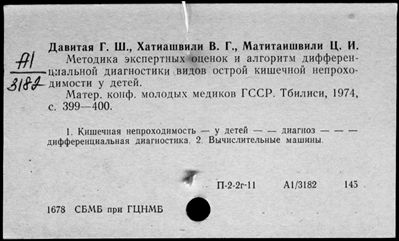 Давитая Г. Ш., Хатиашвили В. Г., Матитаишвили Ц. И.
Методика экспертных оценок и алгоритм дифферен-
циальной диагностики видов острой кишечной непрохо-
димости у детей.
Матер. конф. молодых медиков ГССР. Тбилиси, 1974,
с. 399—400.
А1
3182
1. Кишечная непроходимость — у детей — — диагноз — — —
дифференциальная диагностика. 2. Вычислительные машины.
П-2-2г-11 А1/3182 145
1678 СБМБ при ГЦНМБ